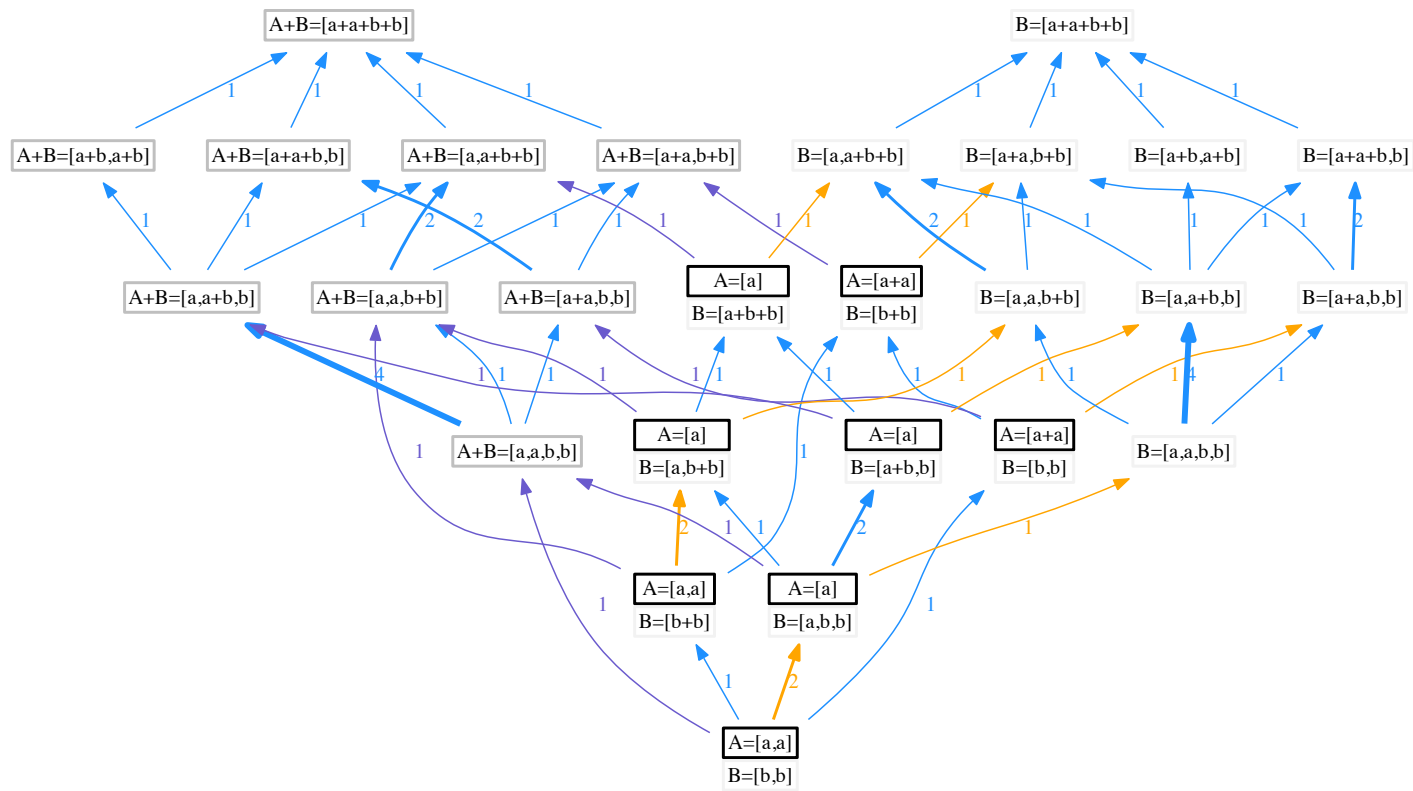 A+B=[a+a+b+b]
B=[a+a+b+b]
1
1
1
1
1
1
1
1
A+B=[a+b,a+b]
A+B=[a+a+b,b]
A+B=[a,a+b+b]
A+B=[a+a,b+b]
B=[a,a+b+b]
B=[a+a,b+b]
B=[a+b,a+b]
B=[a+a+b,b]
1
1
1
2
2
1
1
1
1
1
1
2
1
1
1
1
1
2
A+B=[a,a+b,b]
A+B=[a,a,b+b]
A+B=[a+a,b,b]
A=[a]
B=[a+b+b]
A=[a+a]
B=[b+b]
B=[a,a,b+b]
B=[a,a+b,b]
B=[a+a,b,b]
4
1
1
1
1
1
1
1
1
1
1
1
1
4
1
A+B=[a,a,b,b]
A=[a]
B=[a,b+b]
A=[a]
B=[a+b,b]
A=[a+a]
B=[b,b]
B=[a,a,b,b]
1
1
2
1
1
2
1
A=[a,a]
B=[b+b]
A=[a]
B=[a,b,b]
1
1
1
2
A=[a,a]
B=[b,b]